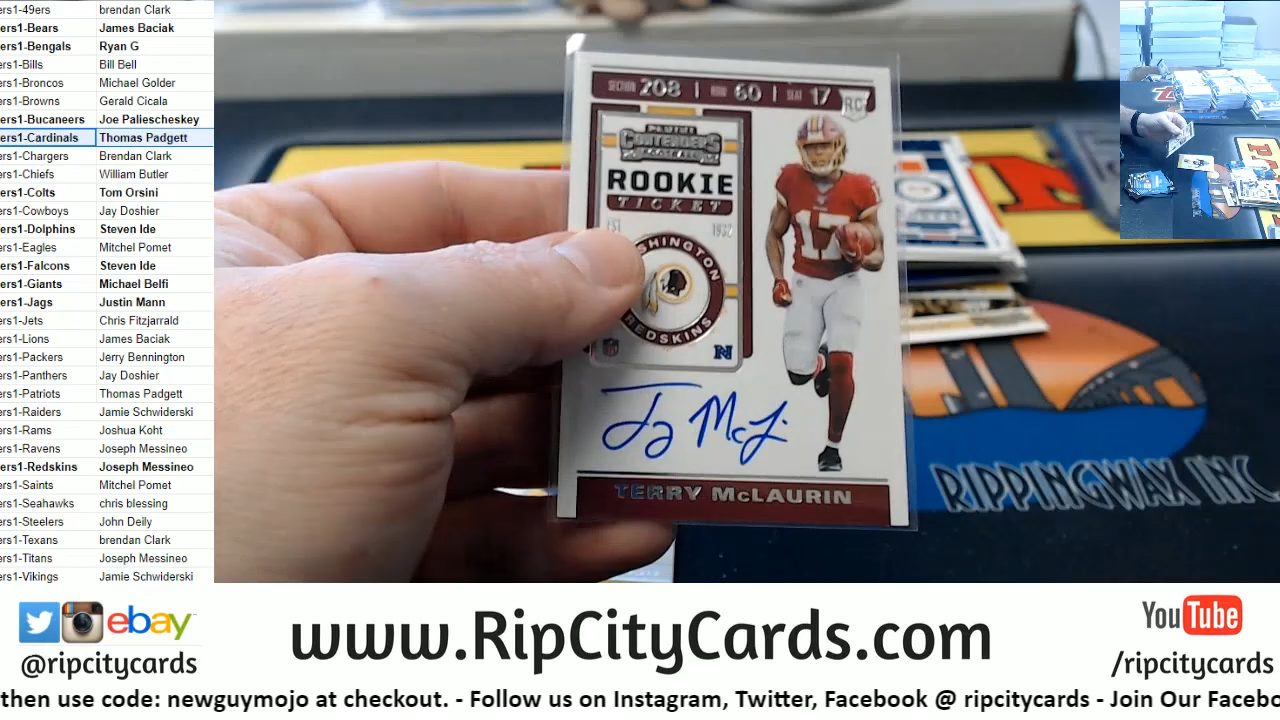 ers1-49ers brendan Clark
ers1-Bears James Baciak
ers1-Bengals Ryan G
ers1-Bills Bill Bell
ers1-Broncos Michael Golder
ers1-Browns Gerald Cicala
ers1-Bucaneers Joe Paliescheskey
ers1-Cardinals Thomas Padgett
ers1-Chargers Brendan Clark
ers1-Chiefs William Butler
ers1-Colts Tom Orsini
ers1-Cowboys Jay Doshier
ers1-Dolphins Steven Ide
ers1-Eagles Mitchel Pomet
ers1-Falcons Steven Ide
ers1-Giants Michael Belfi
ers1-Jags Justin Mann
ers1-Jets Chris Fitzjarrald
ers1-Lions James Baciak
ers1-Packers Jerry Bennington
ers1-Panthers Jay Doshier
ers1-Patriots Thomas Padgett
ers1-Raiders Jamie Schwiderski
ers1-Rams Joshua Koht
ers1-Ravens Joseph Messineo
ers1-Redskins Joseph Messineo
ers1-Saints Mitchel Pomet
ers1-Seahawks chris blessing
ers1-Steelers John Deily
ers1-Texans brendan Clark
ers1-Titans Joseph Messineo
ers1-Vikings Jamie Schwiderski
SECTION 208 | ROW 60 | SEAT 17
RC
PANINI
CONTENDERS
FOOTBALL
ROOKIE
TICKET
EST 1932
WASHINGTON
REDSKINS
17
NFL
N
Terry McLaurin
RIPPINGWAX INC
ebay
@ripcitycards
www.RipCityCards.com
YouTube
/ripcitycards
then use code: newguymojo at checkout. - Follow us on Instagram, Twitter, Facebook @ ripcitycards - Join Our Facebo